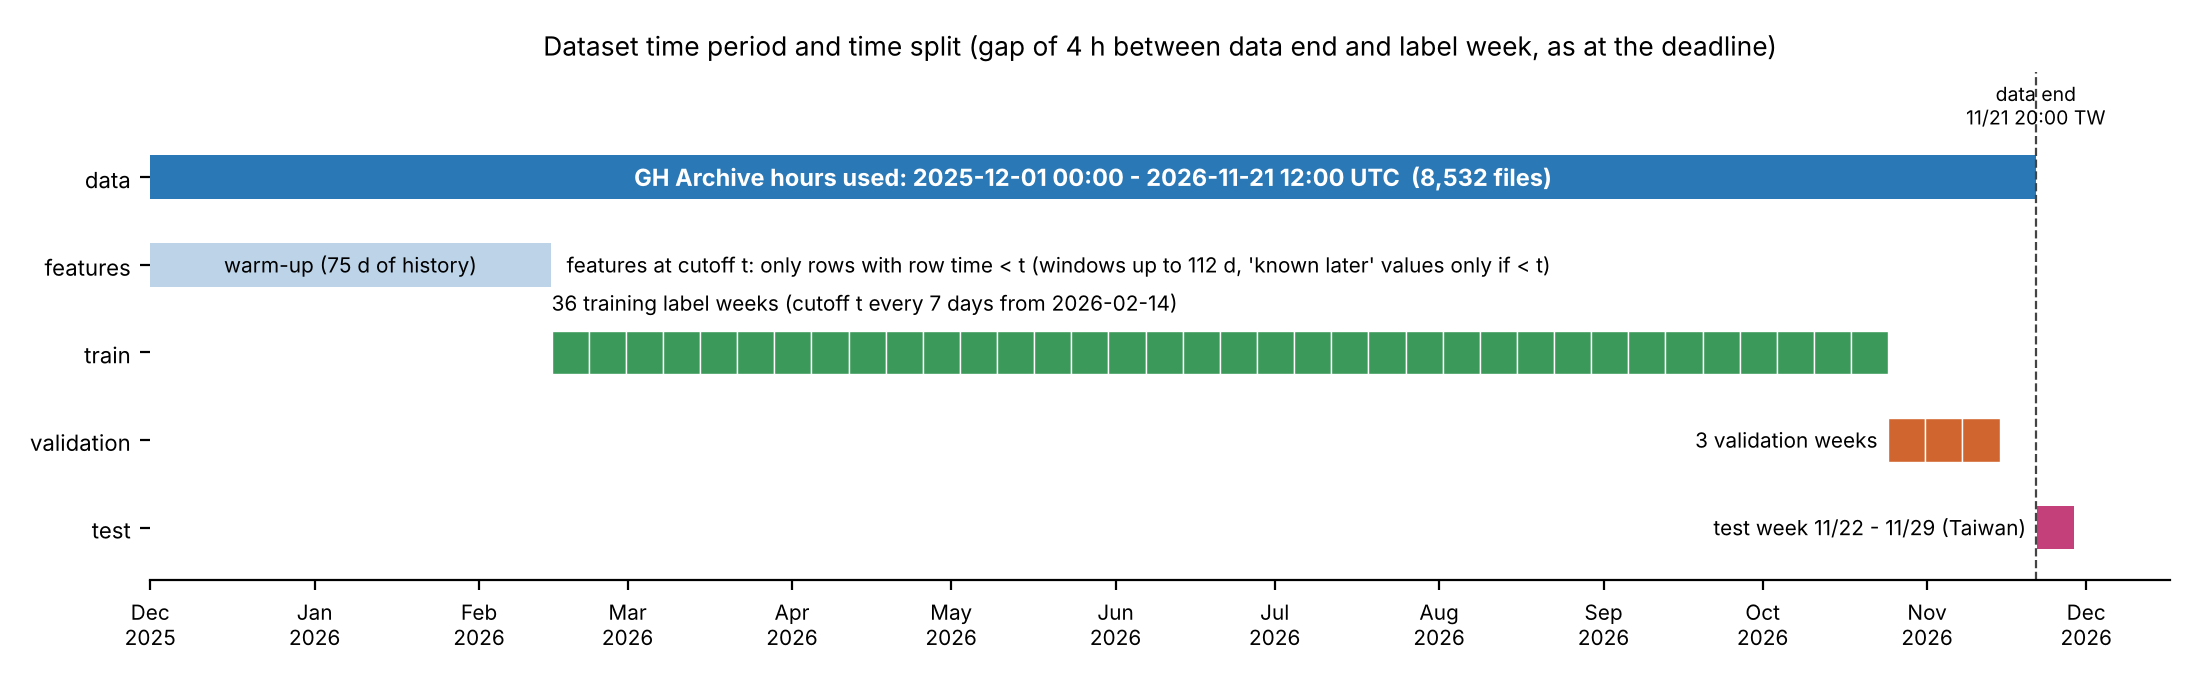 Dataset time period and time split (gap of 4 h between data end and label week, as at the deadline)
data end
11/21 20:00 TW
data
GH Archive hours used: 2025-12-01 00:00 - 2026-11-21 12:00 UTC (8,532 files)
features
warm-up (75 d of history)
features at cutoff t: only rows with row time < t (windows up to 112 d, 'known later' values only if < t)
36 training label weeks (cutoff t every 7 days from 2026-02-14)
train
validation
3 validation weeks
test
test week 11/22 - 11/29 (Taiwan)
Dec Jan Feb Mar Apr May Jun Jul Aug Sep Oct Nov Dec
2025 2026 2026 2026 2026 2026 2026 2026 2026 2026 2026 2026 2026